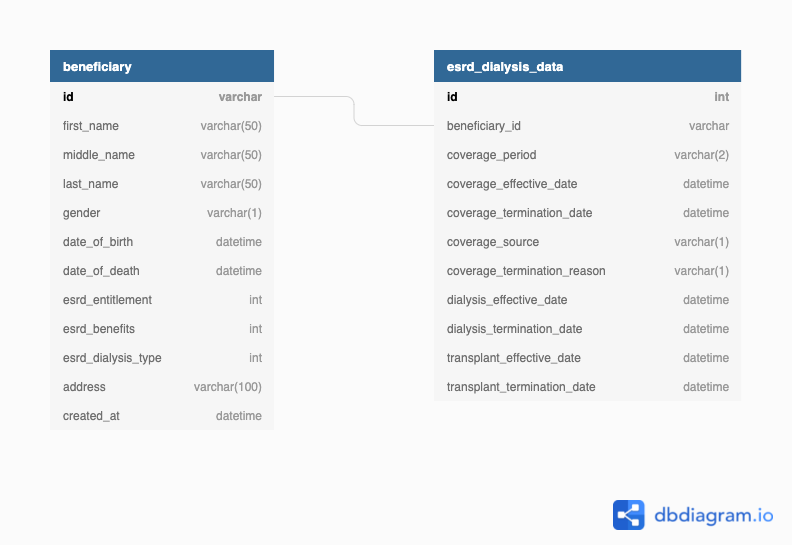 beneficiary
id varchar
first_name varchar(50)
middle_name varchar(50)
last_name varchar(50)
gender varchar(1)
date_of_birth datetime
date_of_death datetime
esrd_entitlement int
esrd_benefits int
esrd_dialysis_type int
address varchar(100)
created_at datetime
esrd_dialysis_data
id int
beneficiary_id varchar
coverage_period varchar(2)
coverage_effective_date datetime
coverage_termination_date datetime
coverage_source varchar(1)
coverage_termination_reason varchar(1)
dialysis_effective_date datetime
dialysis_termination_date datetime
transplant_effective_date datetime
transplant_termination_date datetime
dbdiagram.io